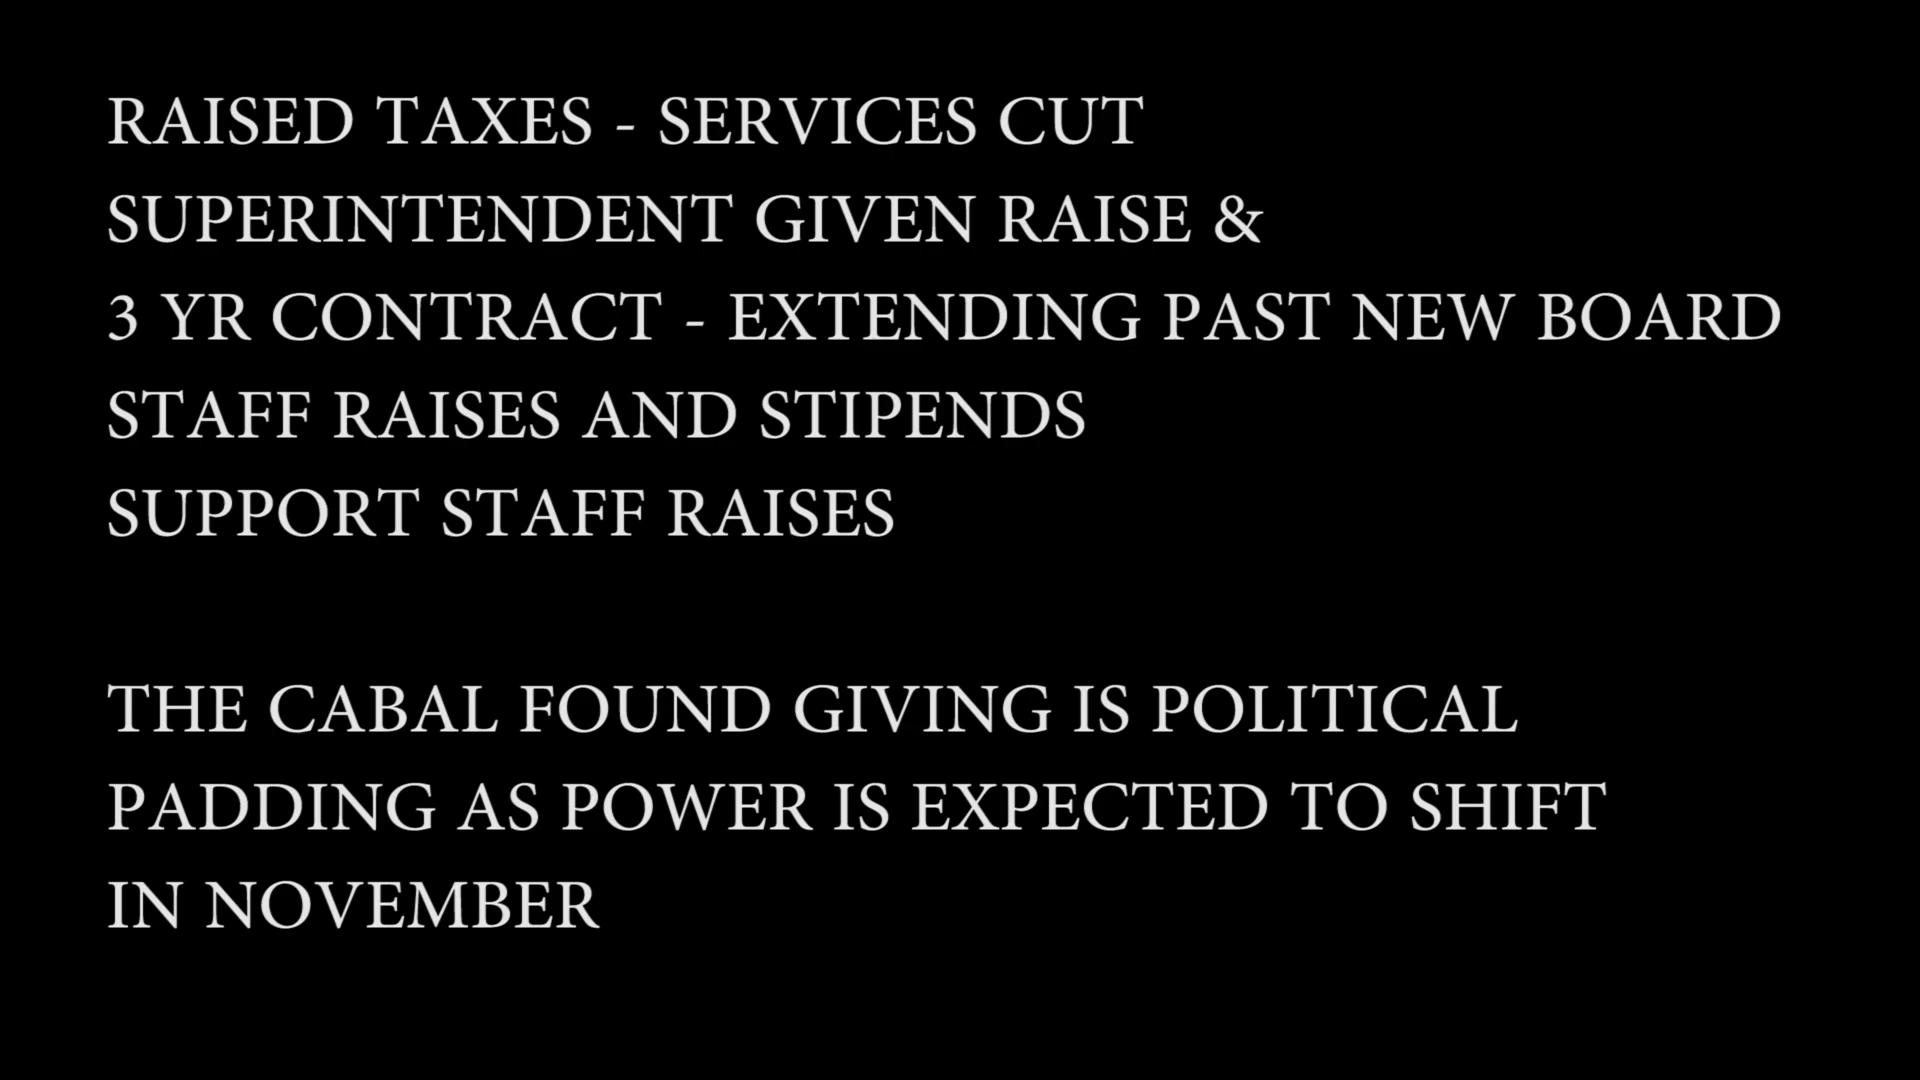 RAISED TAXES - SERVICES CUT
SUPERINTENDENT GIVEN RAISE &
3 YR CONTRACT - EXTENDING PAST NEW BOARD
STAFF RAISES AND STIPENDS
SUPPORT STAFF RAISES
THE CABAL FOUND GIVING IS POLITICAL
PADDING AS POWER IS EXPECTED TO SHIFT
IN NOVEMBER